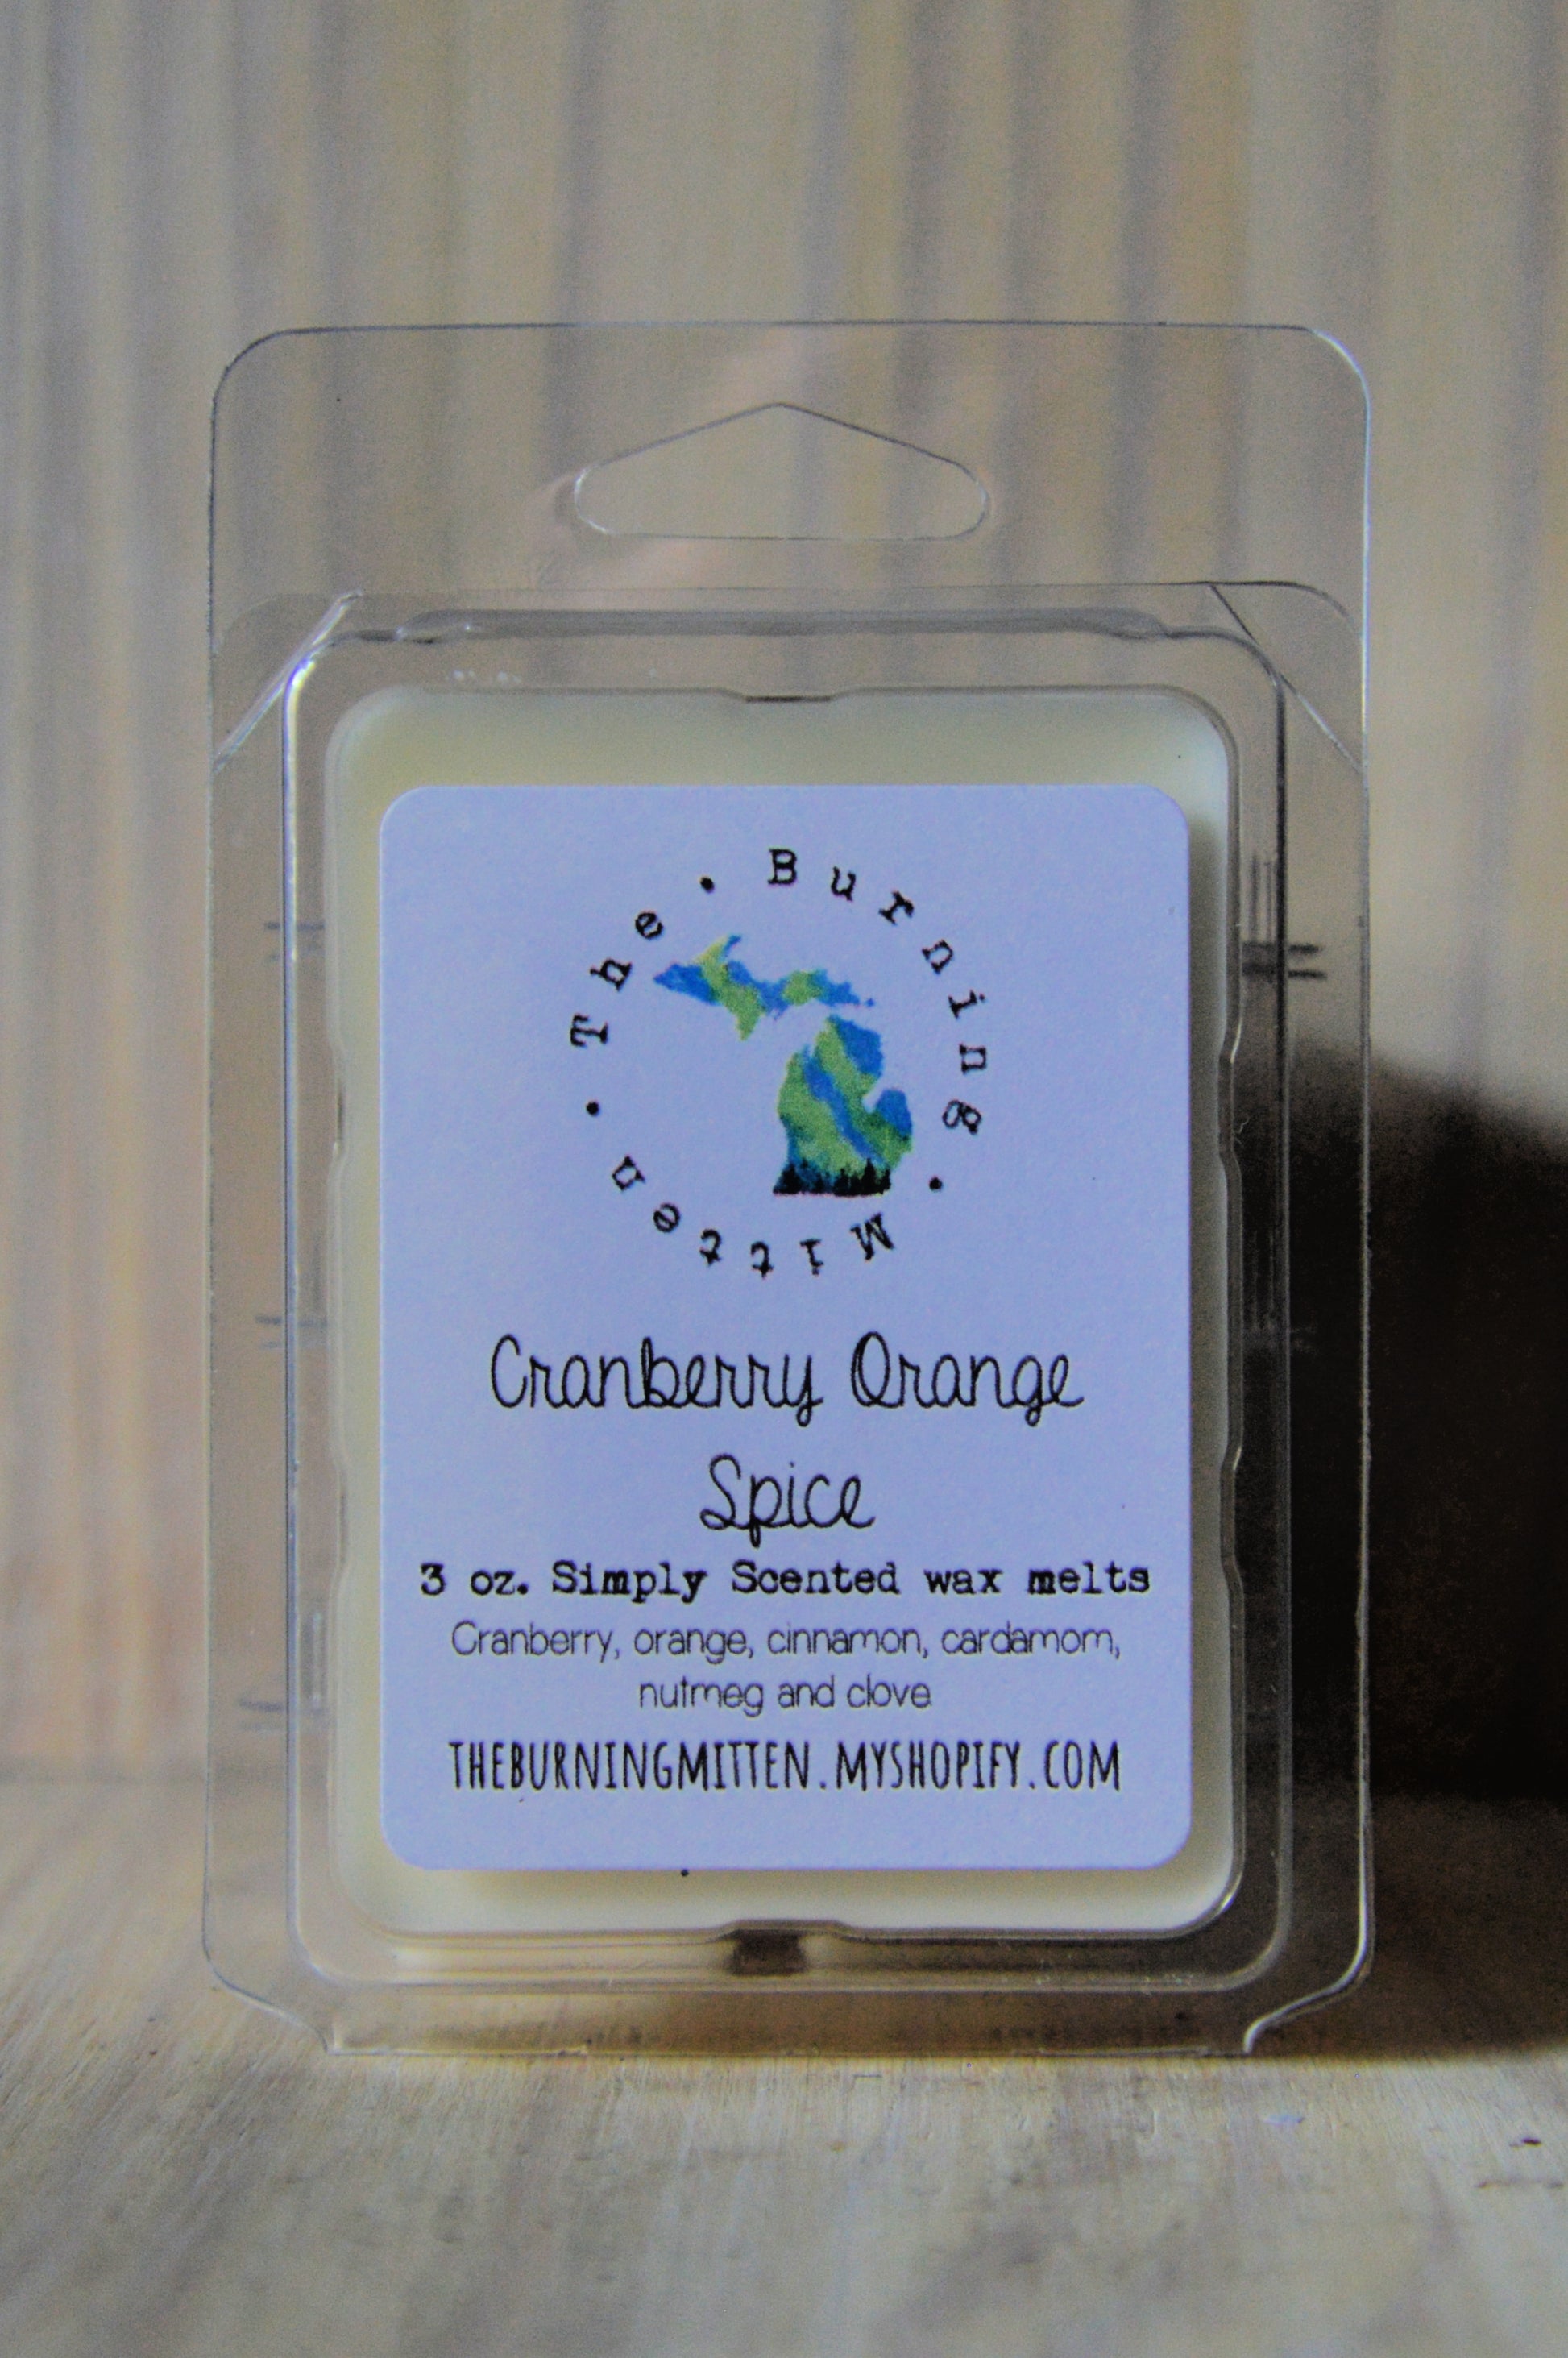 The • Burning • Mitten •
Cranberry Orange
Spice
3 oz. Simply Scented wax melts
Cranberry, orange, cinnamon, cardamom,
nutmeg and clove
THEBURNINGMITTEN.MYSHOPIFY.COM